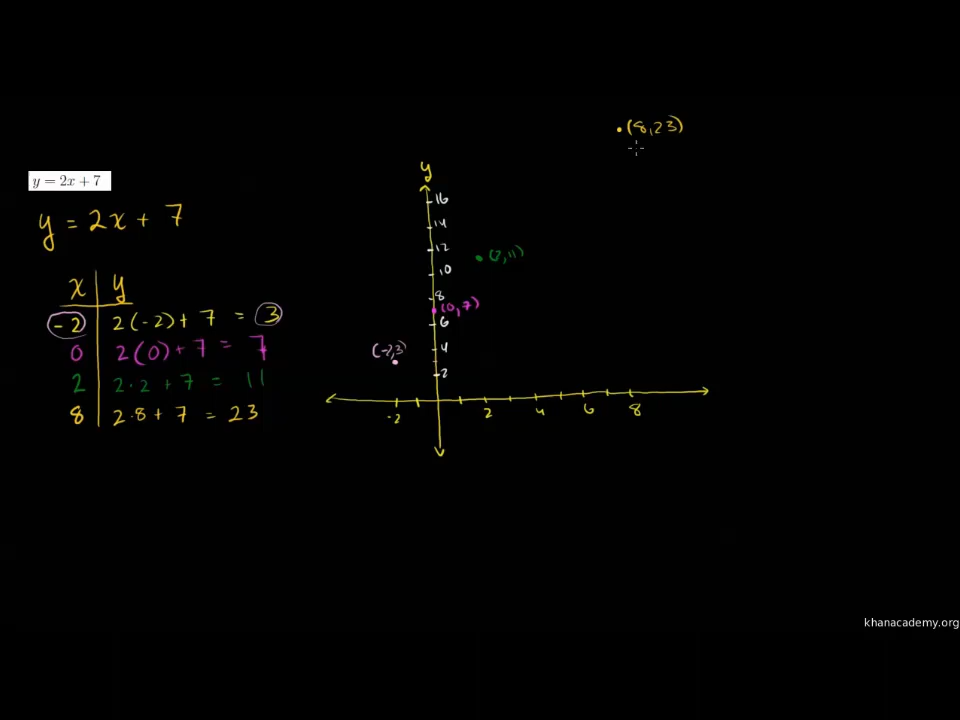 (8,23)
y
16
y = 2x + 7
14
y = 2x + 7
12
(2,11)
10
x y
8
(0,7)
-2 2(-2) + 7 = 3
6
0 2(0) + 7 = 7
(-2,3)
4
2 2·2 + 7 = 11
2
8 2·8 + 7 = 23
-2 2 4 6 8
khanacademy.org